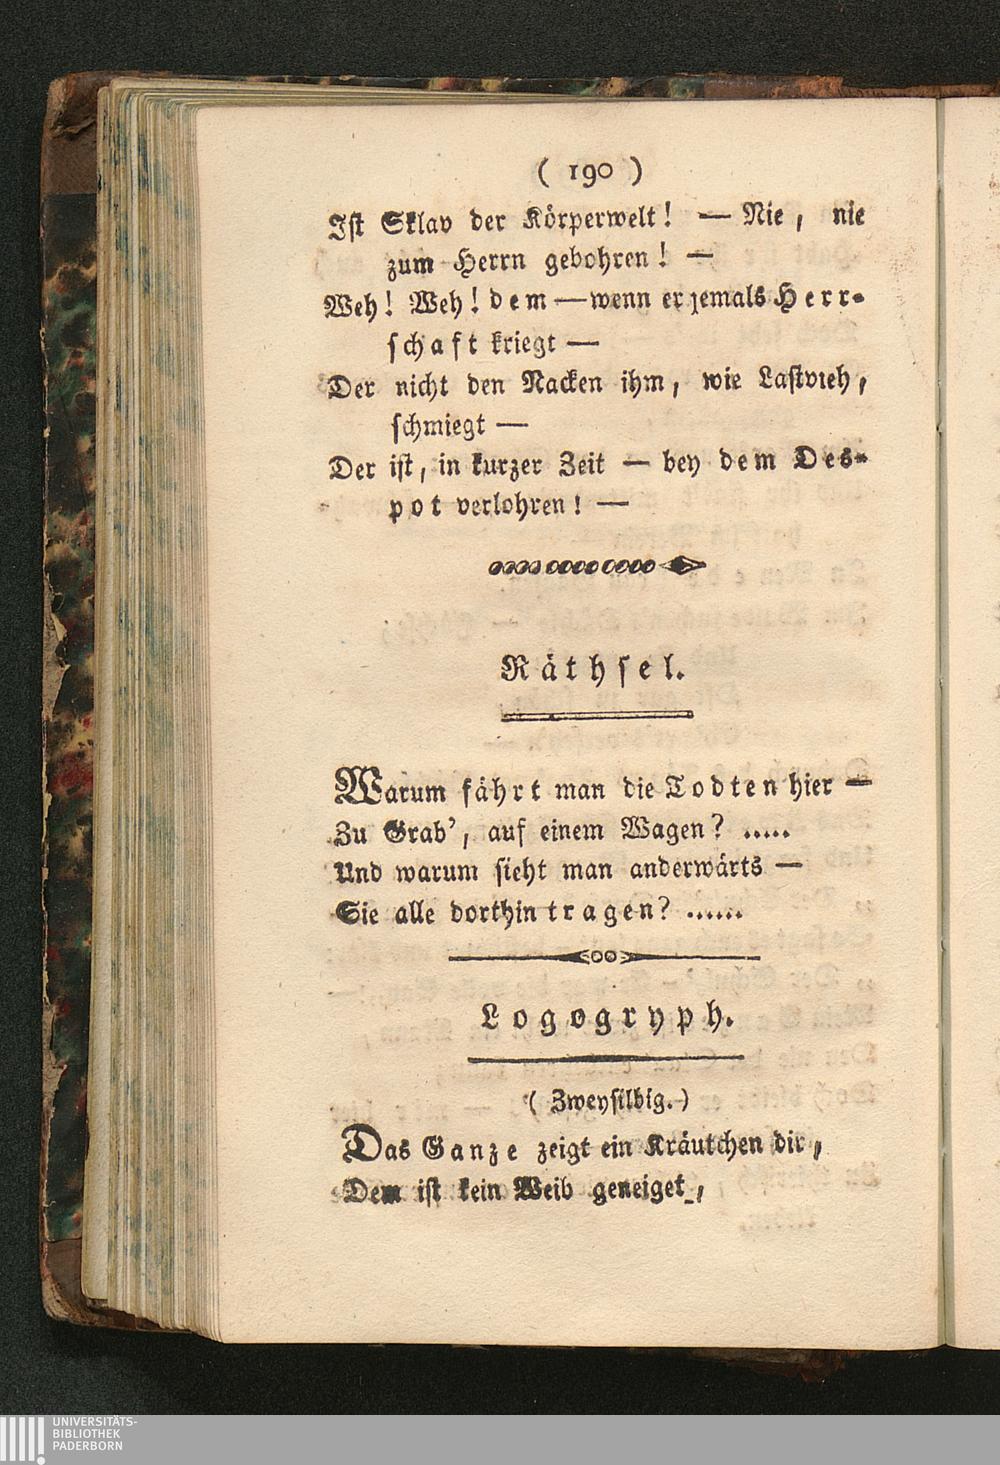 ( 190 )
Ist Sklav der Körperwelt! — Nie, nie
zum Herrn gebohren! —
Weh! Weh! dem — wenn er jemals Herr-
schaft kriegt —
Der nicht den Nacken ihm, wie Lastvieh,
schmiegt —
Der ist, in kurzer Zeit — bey dem Des-
pot verlohren! —
Räthsel.
Warum fährt man die Todten hier —
Zu Grab', auf einem Wagen? .....
Und warum sieht man anderwärts —
Sie alle dorthin tragen? ......
Logogryph.
( Zweysilbig. )
Das Ganze zeigt ein Kräutchen dir,
Dem ist kein Weib geneiget,
UNIVERSITÄTS-
BIBLIOTHEK
PADERBORN